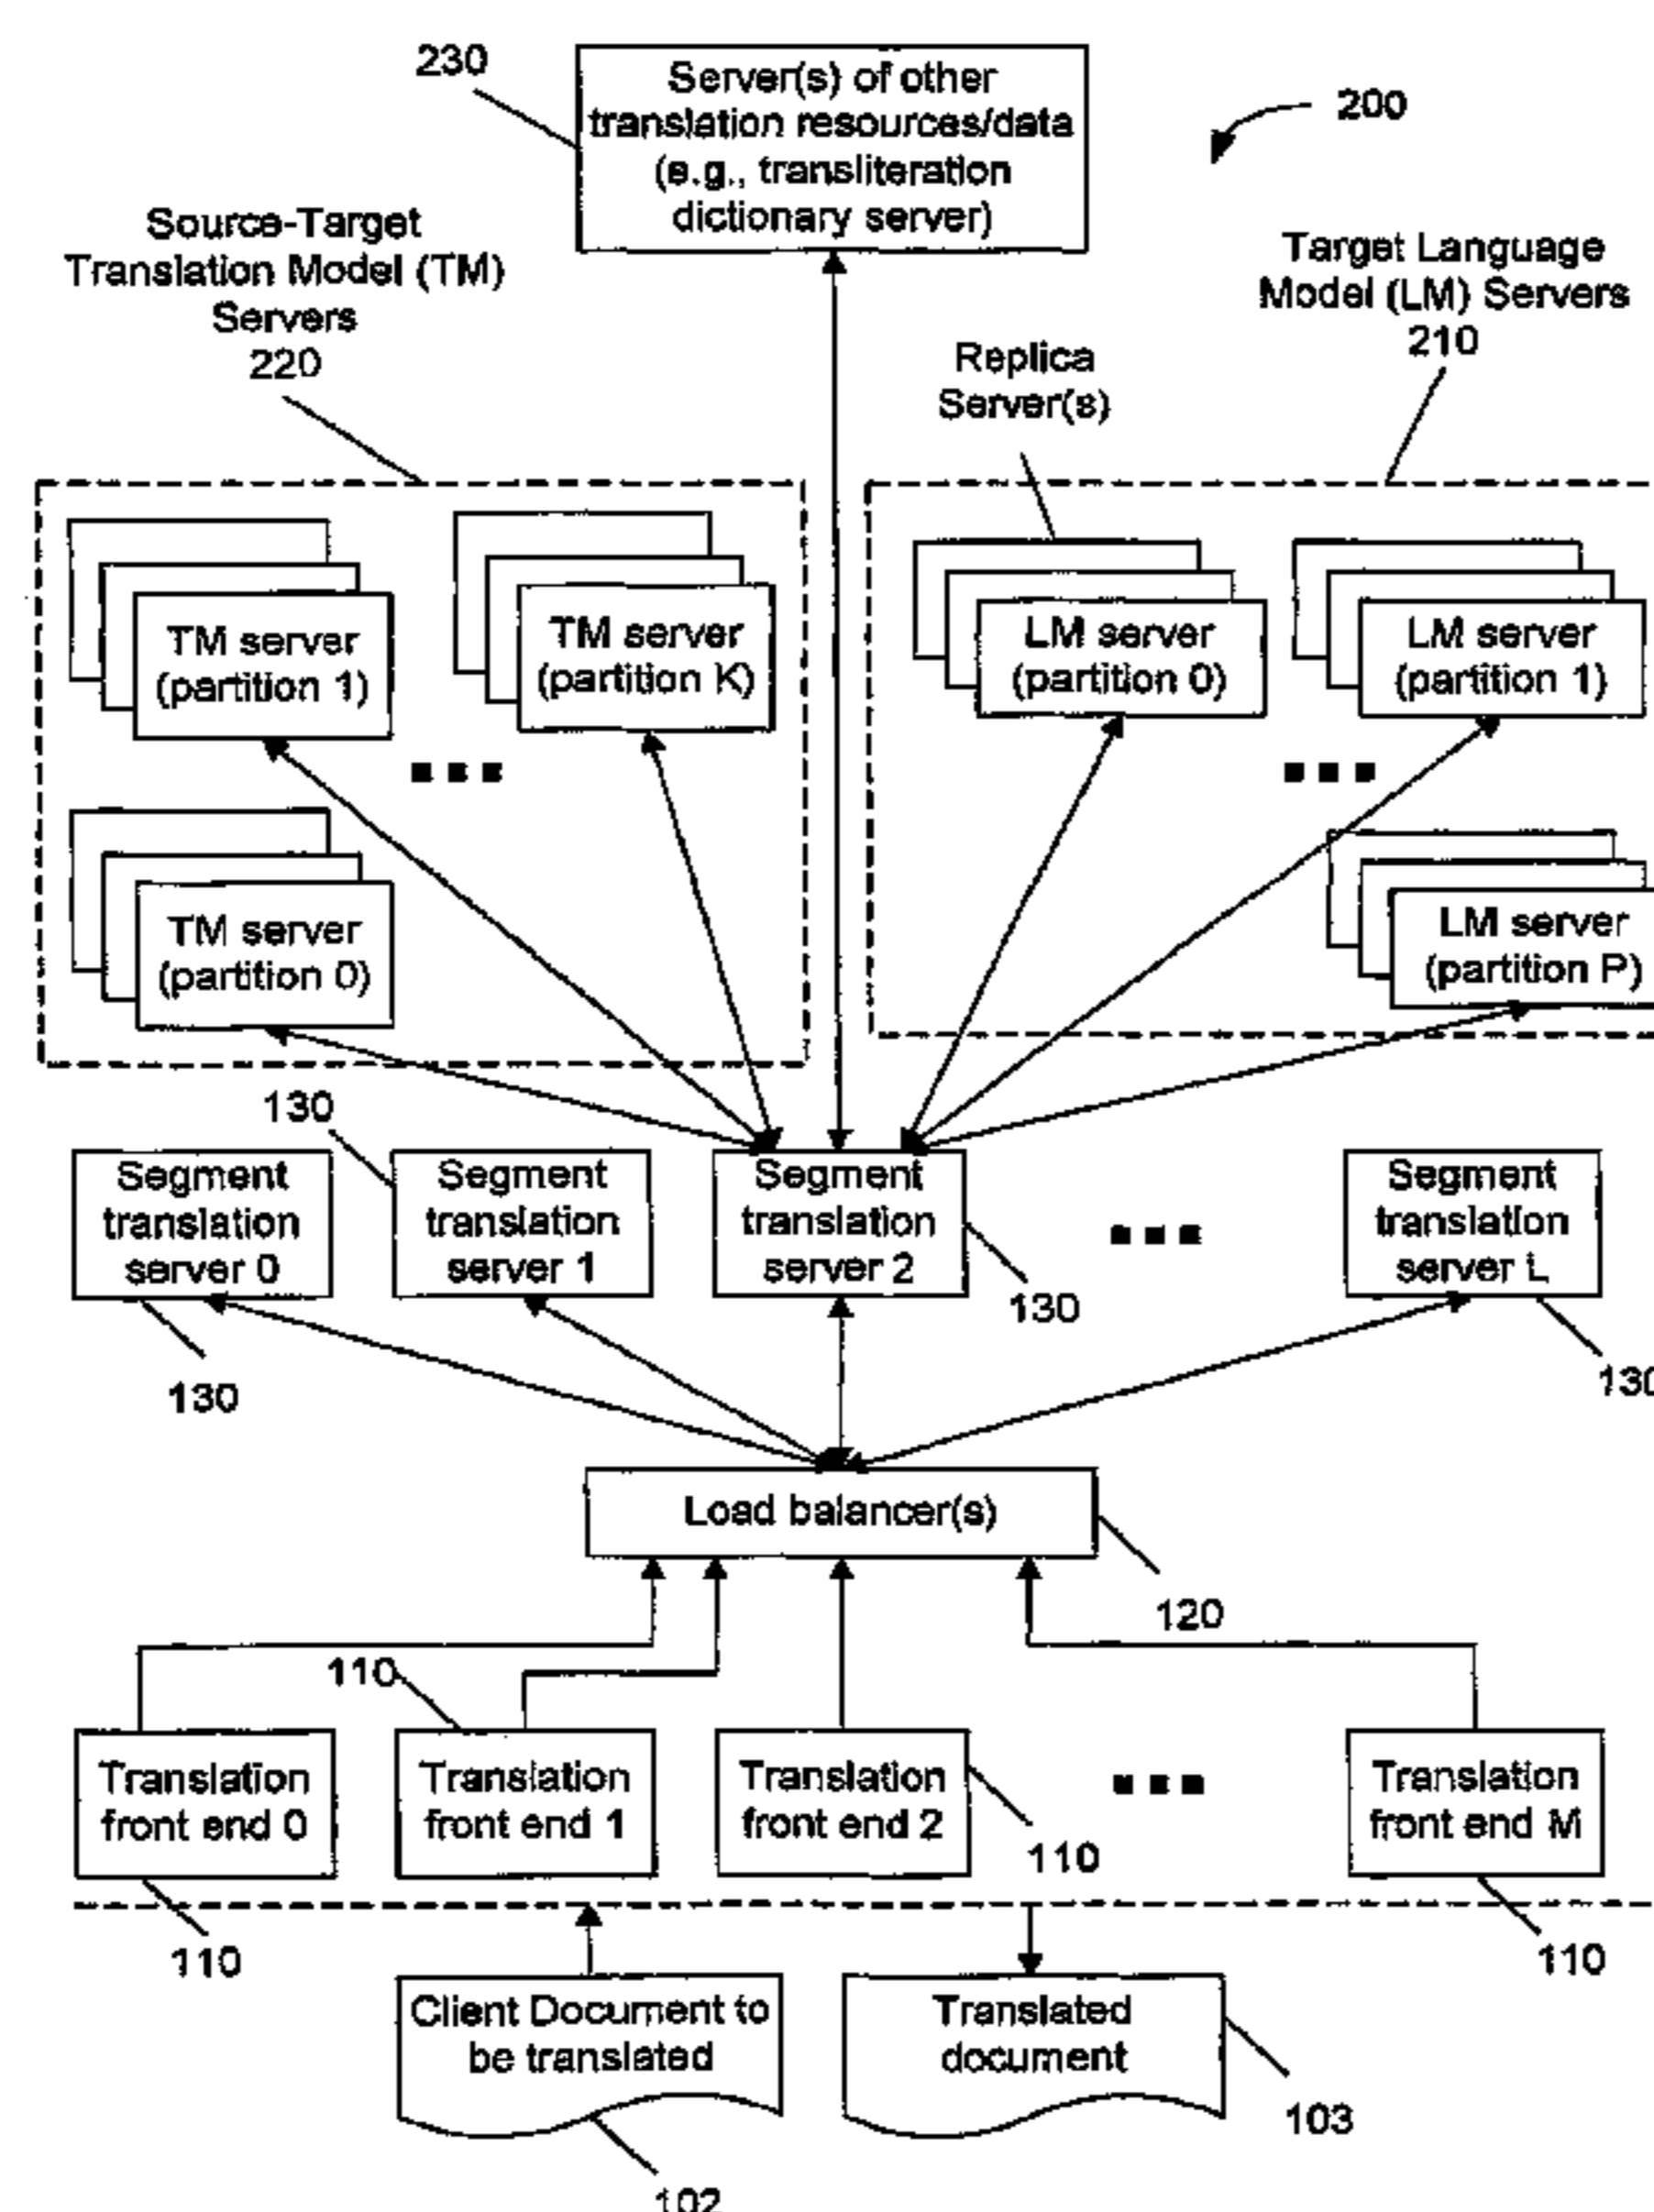 230
Server(s) of other
translation resources/data
(e.g., transliteration
dictionary server)
200
Source-Target
Translation Model (TM)
Servers
220
Target Language
Model (LM) Servers
210
Replica
Server(s)
TM server
(partition 1)
TM server
(partition K)
LM server
(partition 0)
LM server
(partition 1)
TM server
(partition 0)
LM server
(partition P)
130
Segment
translation
server 0
Segment
translation
server 1
Segment
translation
server 2
Segment
translation
server L
130
130
130
Load balancer(s)
120
110
Translation
front end 0
Translation
front end 1
Translation
front end 2
Translation
front end M
110
110
110
Client Document to
be translated
Translated
document
103
102